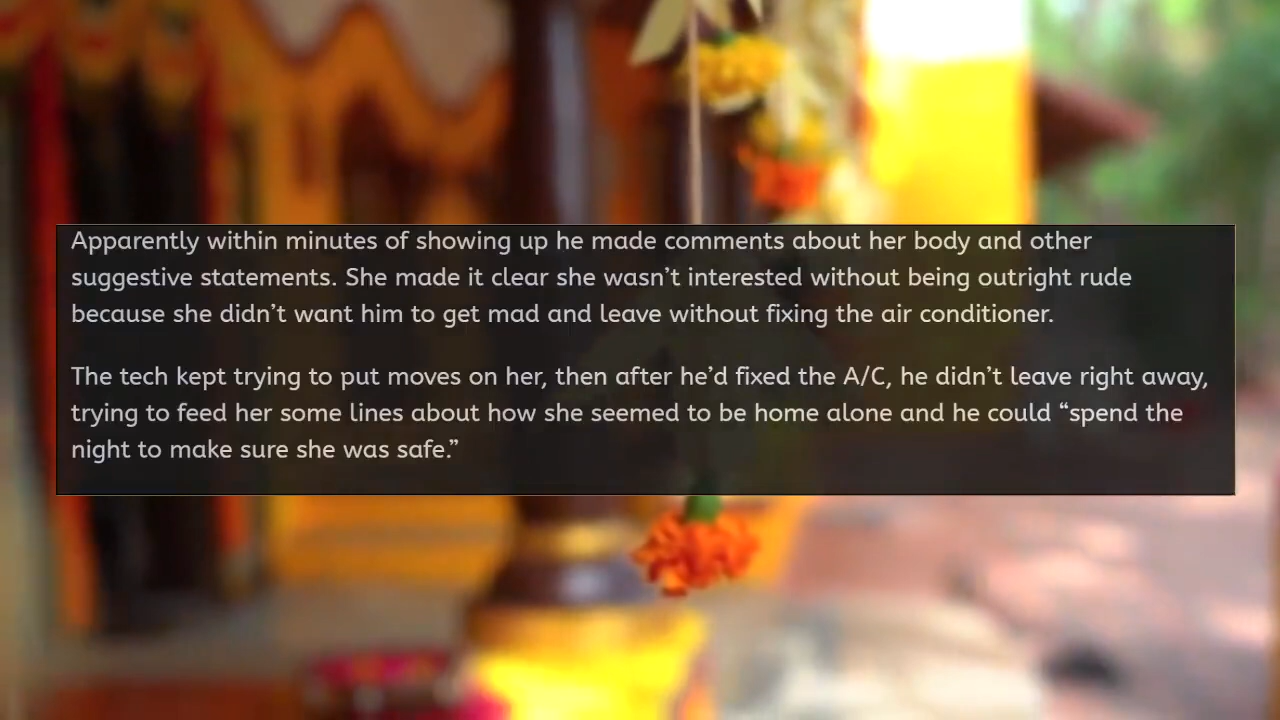 Apparently within minutes of showing up he made comments about her body and other
suggestive statements. She made it clear she wasn’t interested without being outright rude
because she didn’t want him to get mad and leave without fixing the air conditioner.
The tech kept trying to put moves on her, then after he’d fixed the A/C, he didn’t leave right away,
trying to feed her some lines about how she seemed to be home alone and he could “spend the
night to make sure she was safe.”